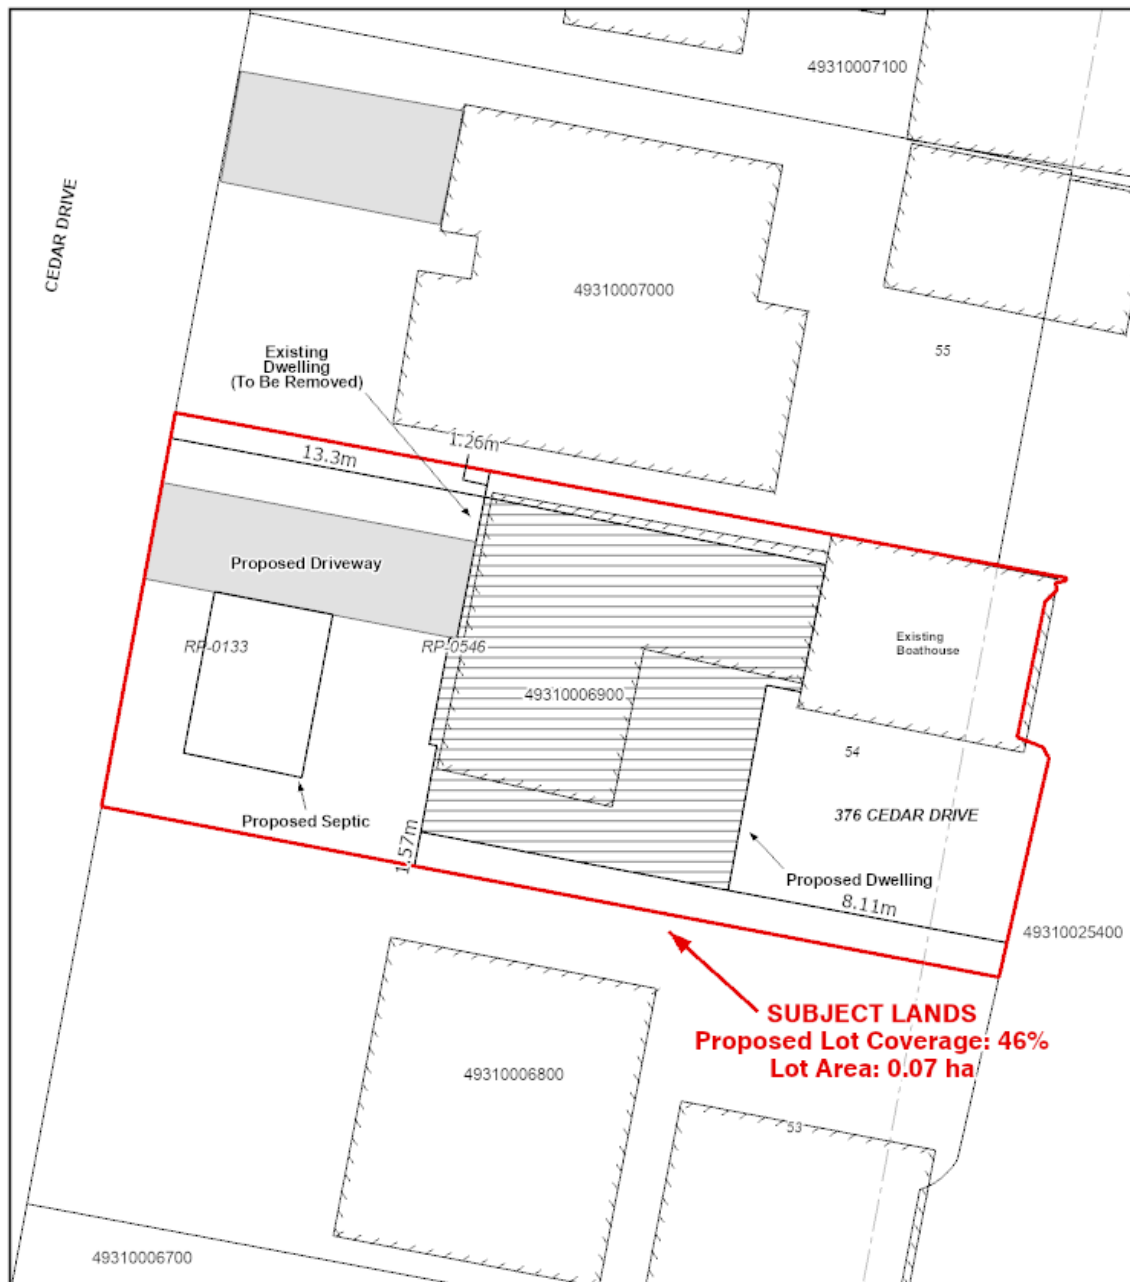 49310007100
CEDAR DRIVE
49310007000
55
Existing
Dwelling
(To Be Removed)
1.26m
13.3m
Proposed Driveway
Existing
Boathouse
RP-0133
RP-0546
49310006900
54
376 CEDAR DRIVE
Proposed Septic
1.57m
Proposed Dwelling
8.11m
49310025400
SUBJECT LANDS
Proposed Lot Coverage: 46%
Lot Area: 0.07 ha
49310006800
53
49310006700